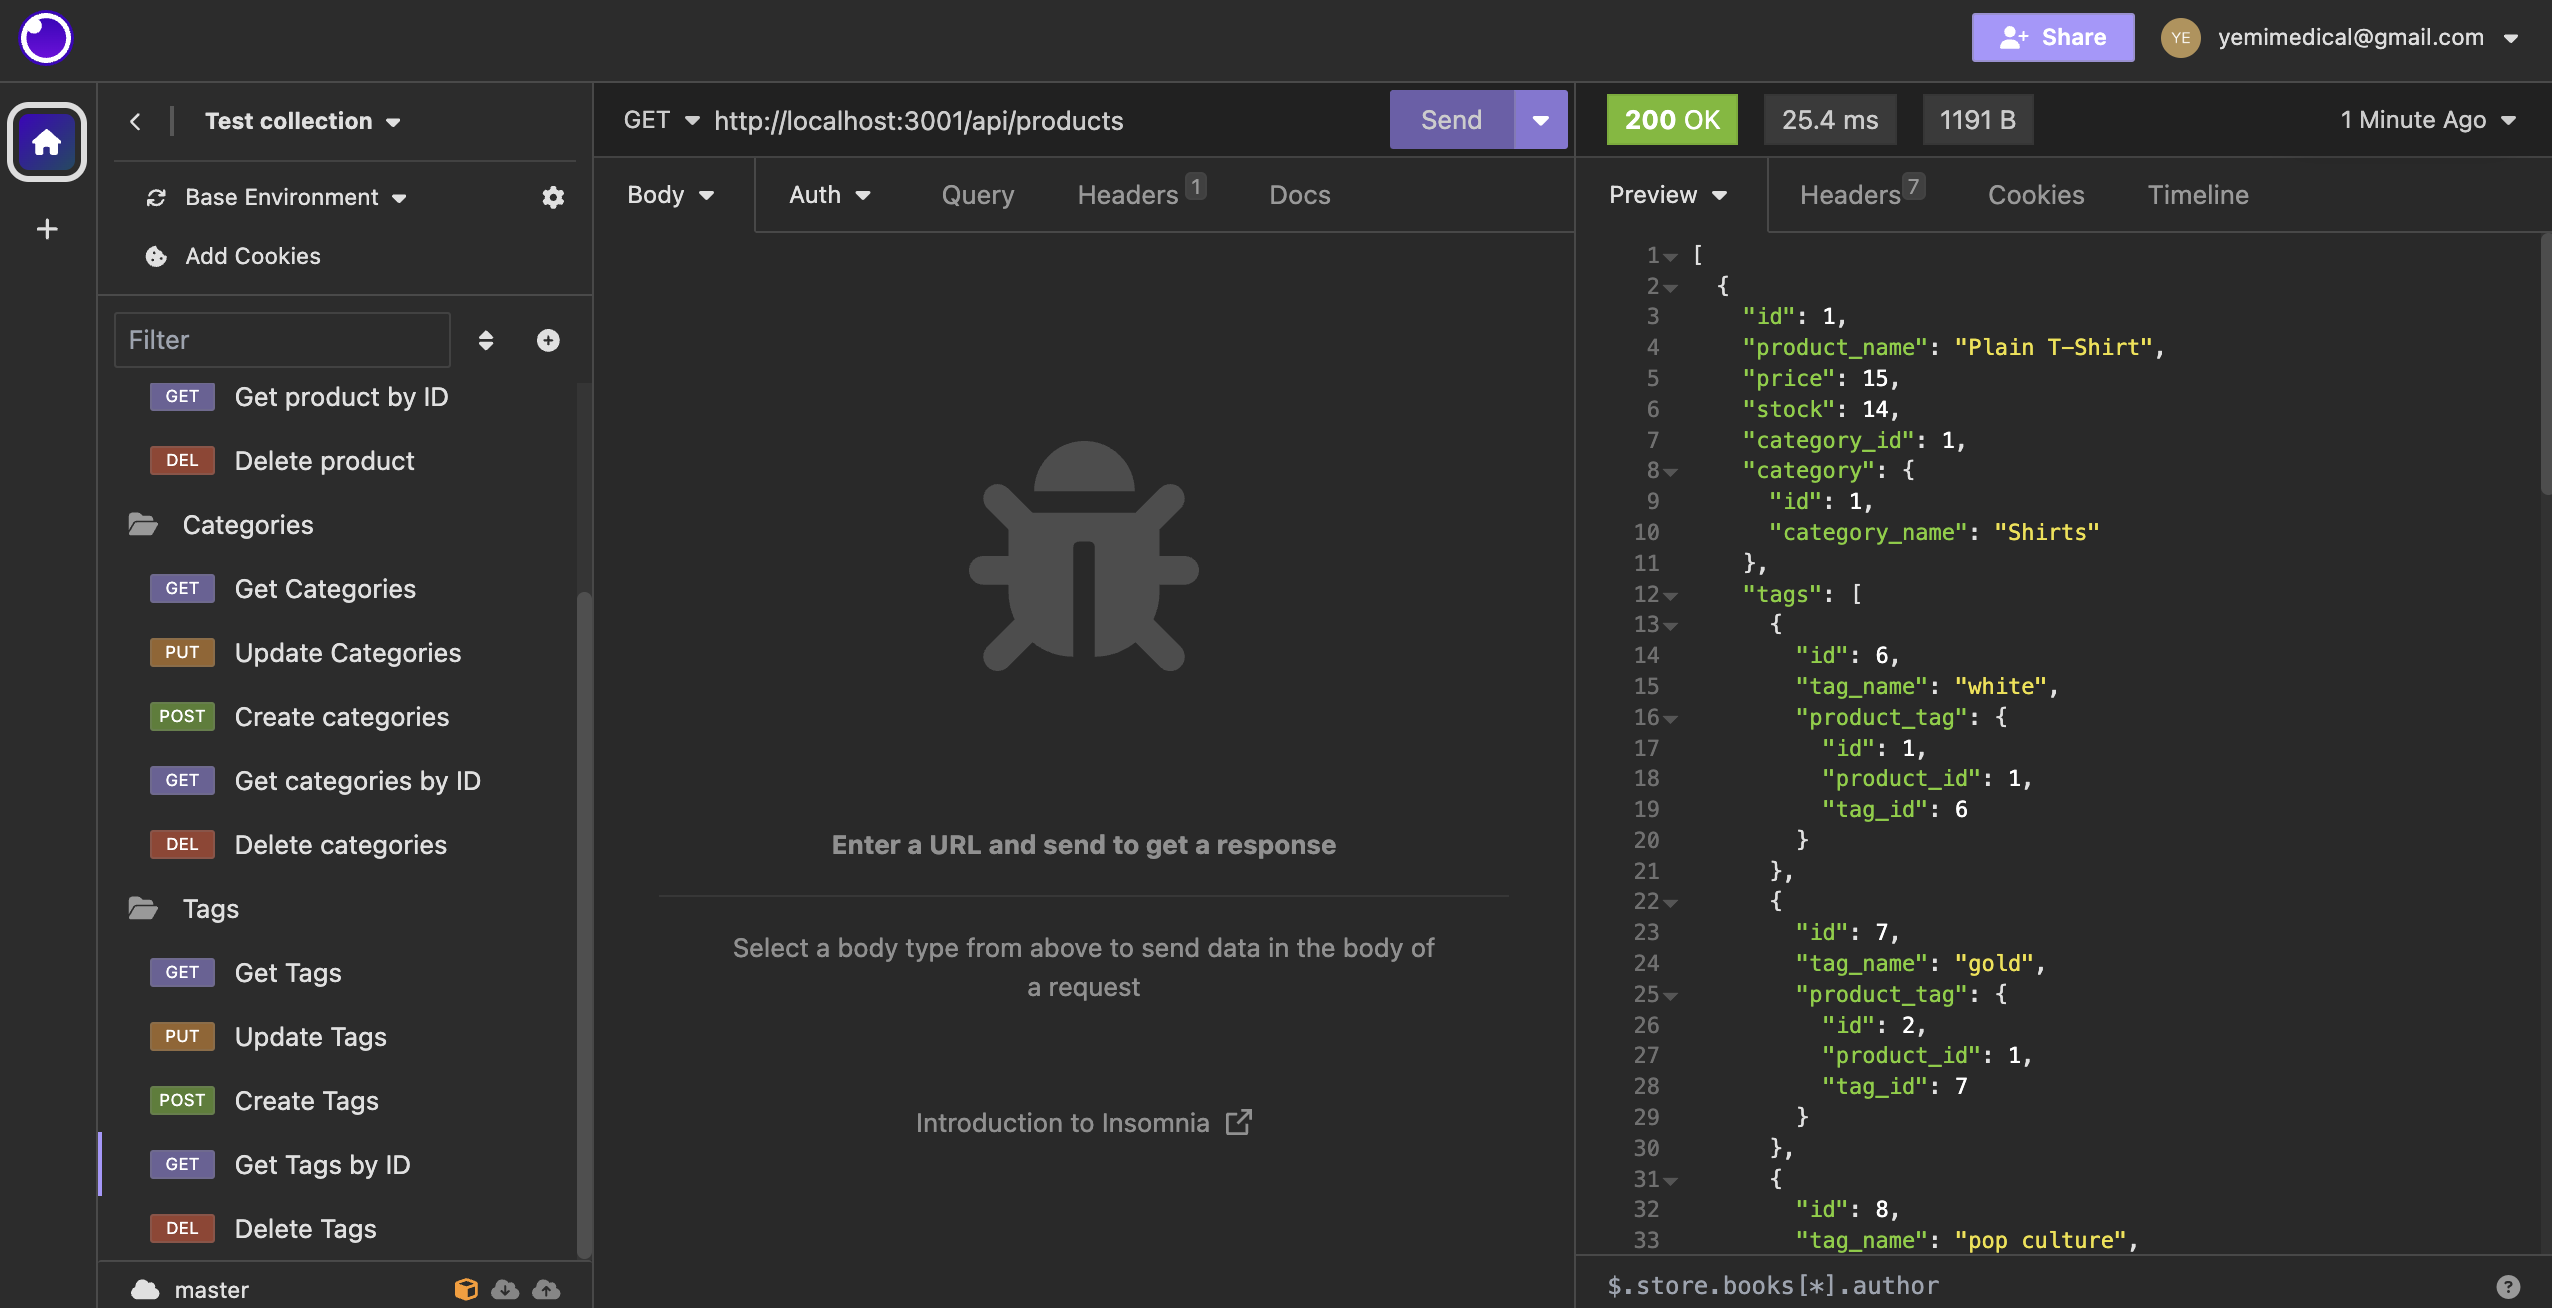 Share
YE
yemimedical@gmail.com
Test collection
Base Environment
Add Cookies
Filter
GET Get product by ID
DEL Delete product
Categories
GET Get Categories
PUT Update Categories
POST Create categories
GET Get categories by ID
DEL Delete categories
Tags
GET Get Tags
PUT Update Tags
POST Create Tags
GET Get Tags by ID
DEL Delete Tags
master
GET http://localhost:3001/api/products Send
Body Auth Query Headers 1 Docs
Enter a URL and send to get a response
Select a body type from above to send data in the body of
a request
Introduction to Insomnia
200 OK 25.4 ms 1191 B 1 Minute Ago
Preview Headers 7 Cookies Timeline
1 [
2 {
3 "id": 1,
4 "product_name": "Plain T-Shirt",
5 "price": 15,
6 "stock": 14,
7 "category_id": 1,
8 "category": {
9 "id": 1,
10 "category_name": "Shirts"
11 },
12 "tags": [
13 {
14 "id": 6,
15 "tag_name": "white",
16 "product_tag": {
17 "id": 1,
18 "product_id": 1,
19 "tag_id": 6
20 }
21 },
22 {
23 "id": 7,
24 "tag_name": "gold",
25 "product_tag": {
26 "id": 2,
27 "product_id": 1,
28 "tag_id": 7
29 }
30 },
31 {
32 "id": 8,
33 "tag_name": "pop culture",
$.store.books[*].author